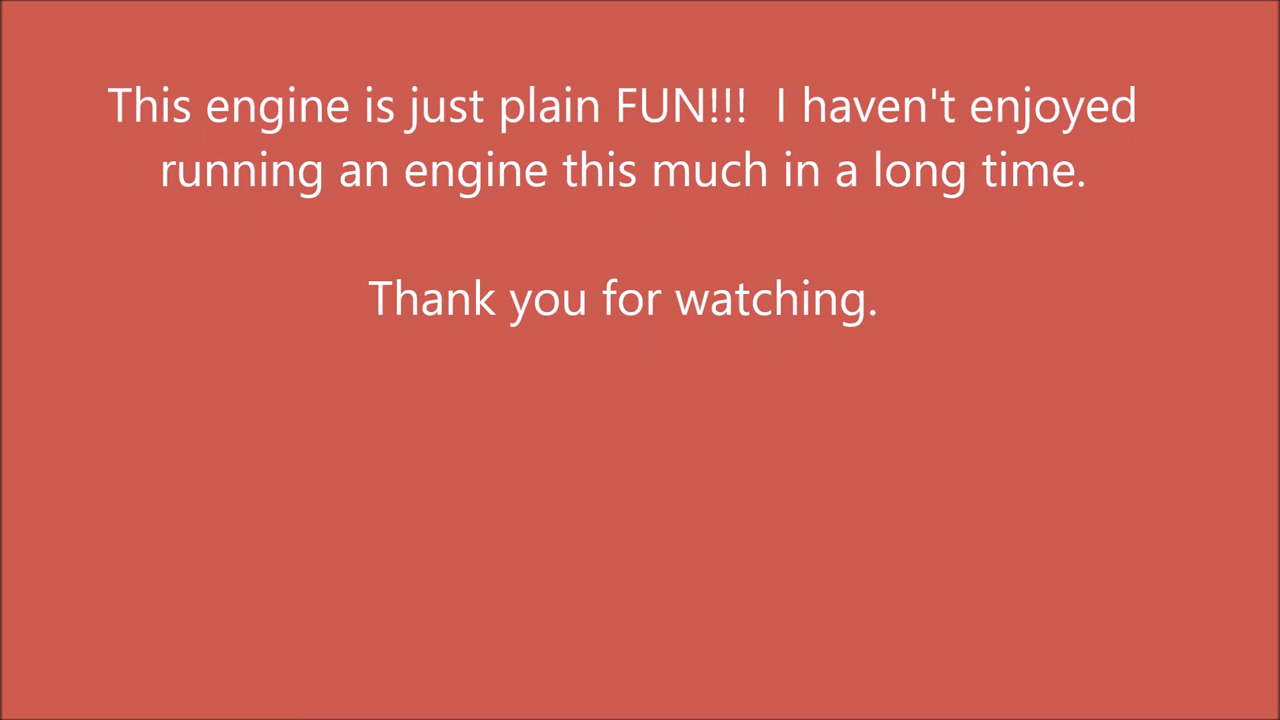 This engine is just plain FUN!!!  I haven't enjoyed
running an engine this much in a long time.
Thank you for watching.